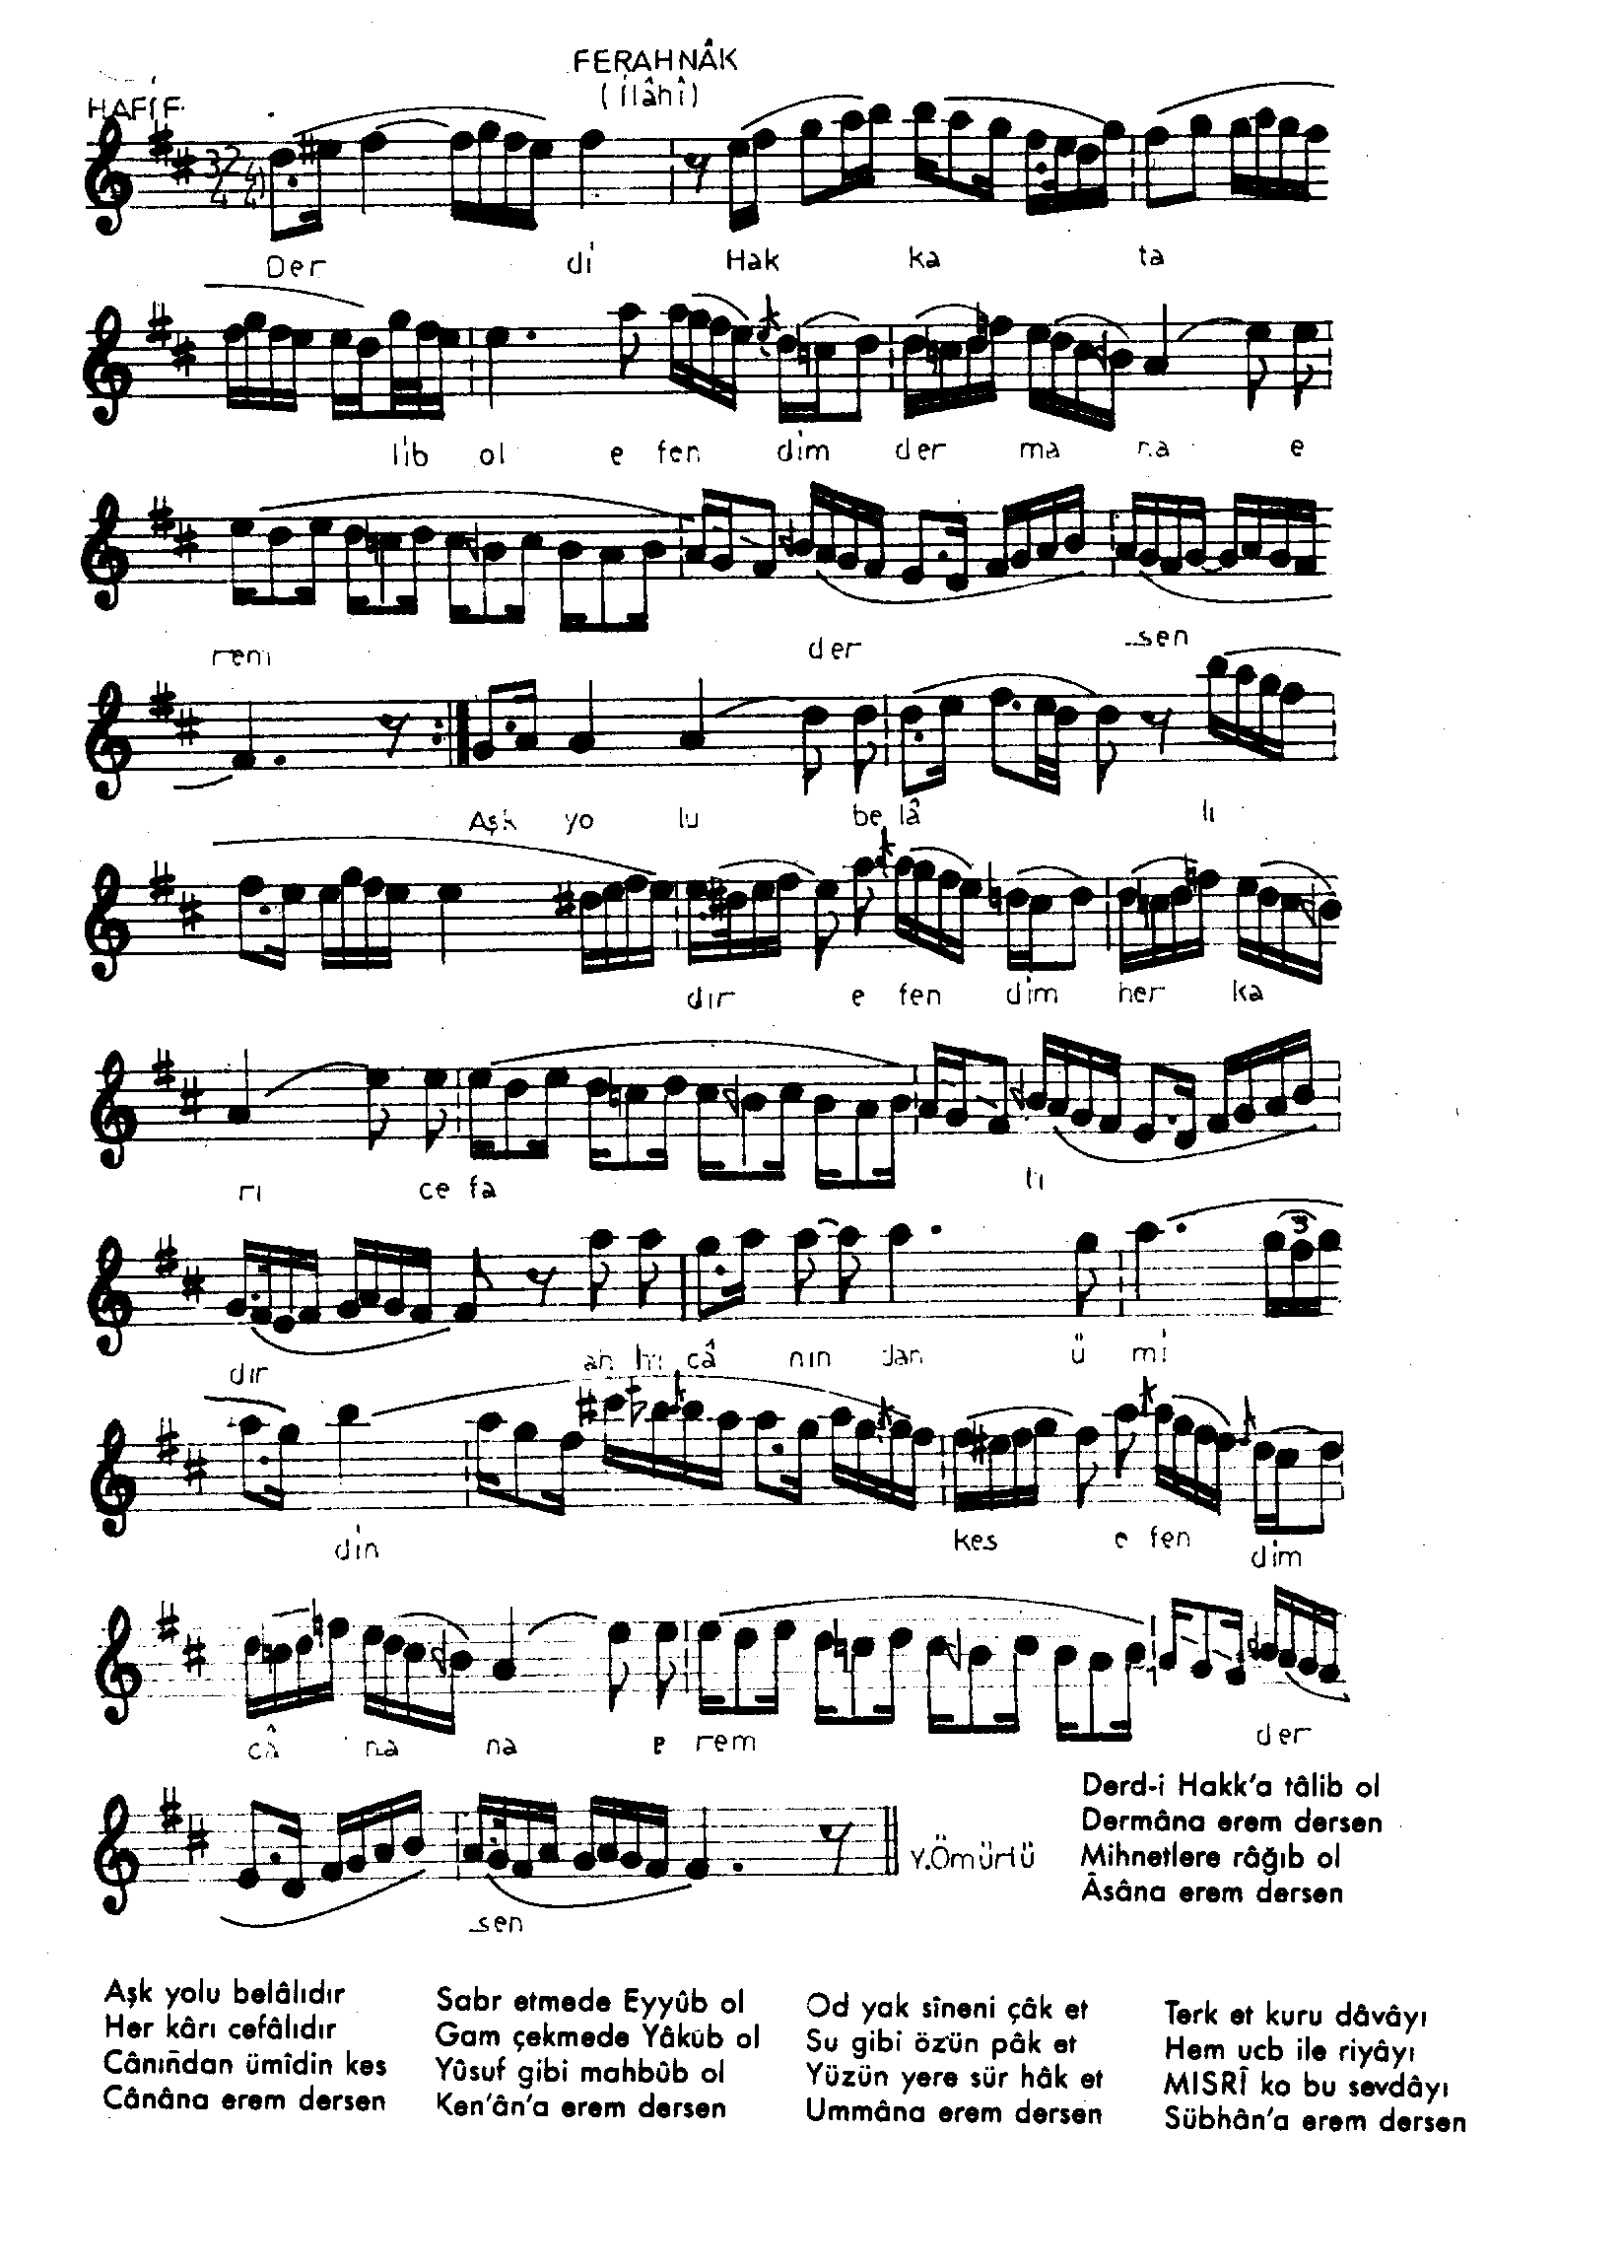 FERAHNÂK
(İlâhî)
HAFİF
32 4
4 4)
Der di Hak ka ta
lib ol e fen dim der ma na e
rem der sen
Aşk yo lu be lâ lı
dır e fen dim her ka
rı ce fa lı
dır câ nın dan ü mi
3
din kes e fen dim
câ na na e rem der
sen
Y.Ömürlü
Derd-i Hakk'a tâlib ol
Dermâna erem dersen
Mihnetlere râğıb ol
Âsâna erem dersen
Aşk yolu belâlıdır
Her kârı cefâlıdır
Cânından ümîdin kes
Cânâna erem dersen
Sabr etmede Eyyûb ol
Gam çekmede Yâkûb ol
Yûsuf gibi mahbûb ol
Ken'ân'a erem dersen
Od yak sîneni çâk et
Su gibi özün pâk et
Yüzün yere sür hâk et
Ummâna erem dersen
Terk et kuru dâvâyı
Hem ucb ile riyâyı
MISRÎ ko bu sevdâyı
Sübhân'a erem dersen